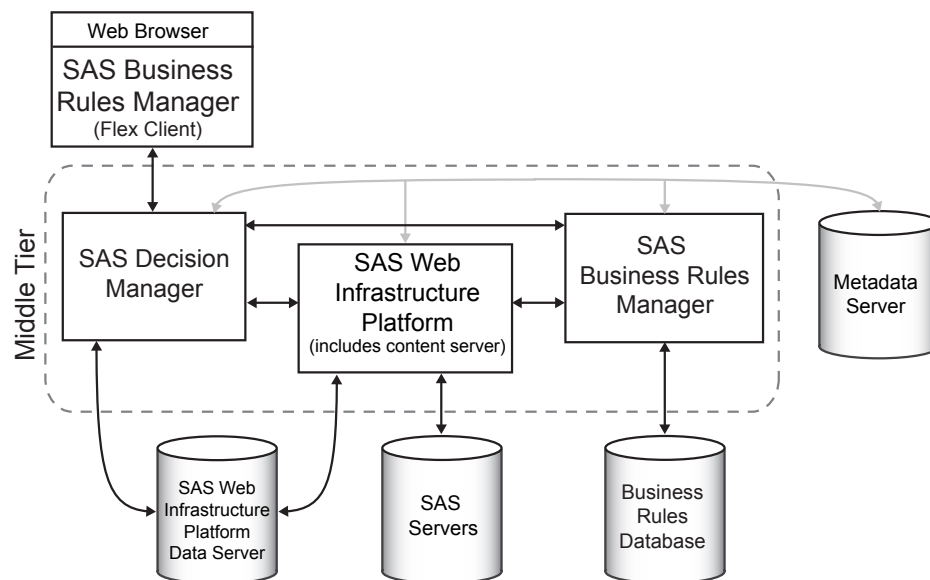 Web Browser
SAS Business
Rules Manager
(Flex Client)
Middle Tier
SAS Decision
Manager
SAS Web
Infrastructure
Platform
(includes content server)
SAS
Business Rules
Manager
Metadata
Server
SAS Web
Infrastructure
Platform
Data Server
SAS
Servers
Business
Rules
Database